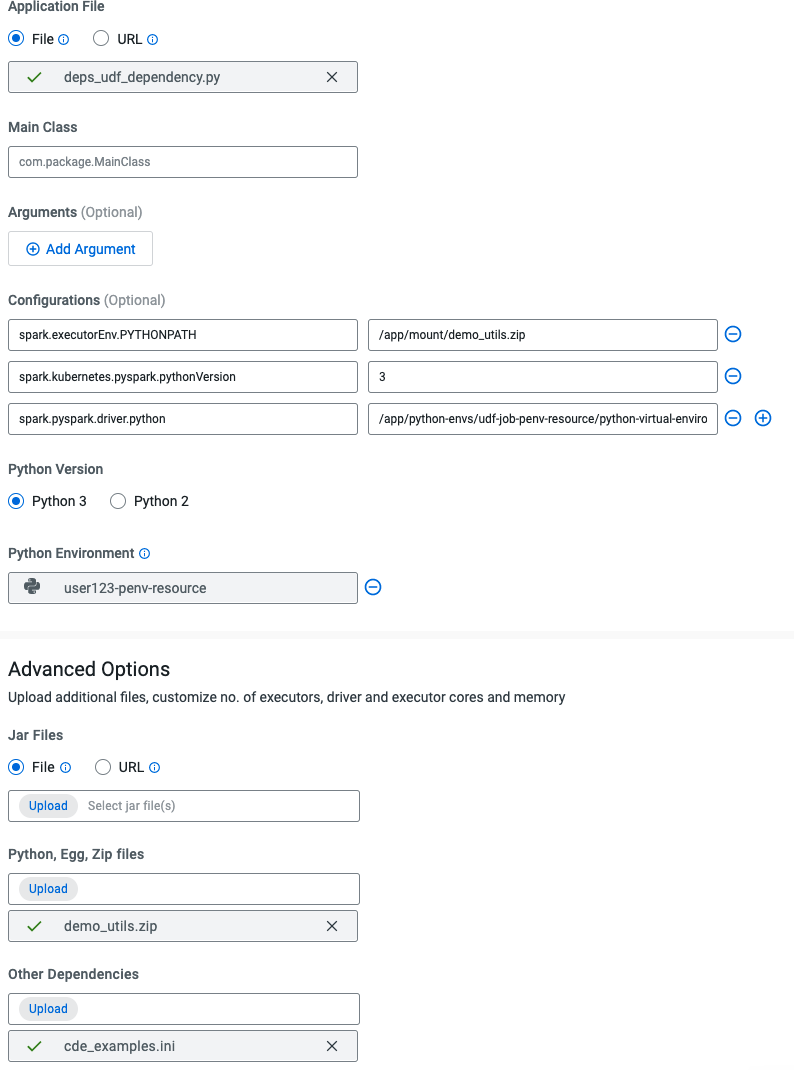 Application File
File URL
deps_udf_dependency.py
Main Class
com.package.MainClass
Arguments (Optional)
Add Argument
Configurations (Optional)
spark.executorEnv.PYTHONPATH /app/mount/demo_utils.zip
spark.kubernetes.pyspark.pythonVersion 3
spark.pyspark.driver.python /app/python-envs/udf-job-penv-resource/python-virtual-enviro
Python Version
Python 3 Python 2
Python Environment
user123-penv-resource
Advanced Options
Upload additional files, customize no. of executors, driver and executor cores and memory
Jar Files
File URL
Upload Select jar file(s)
Python, Egg, Zip files
Upload
demo_utils.zip
Other Dependencies
Upload
cde_examples.ini